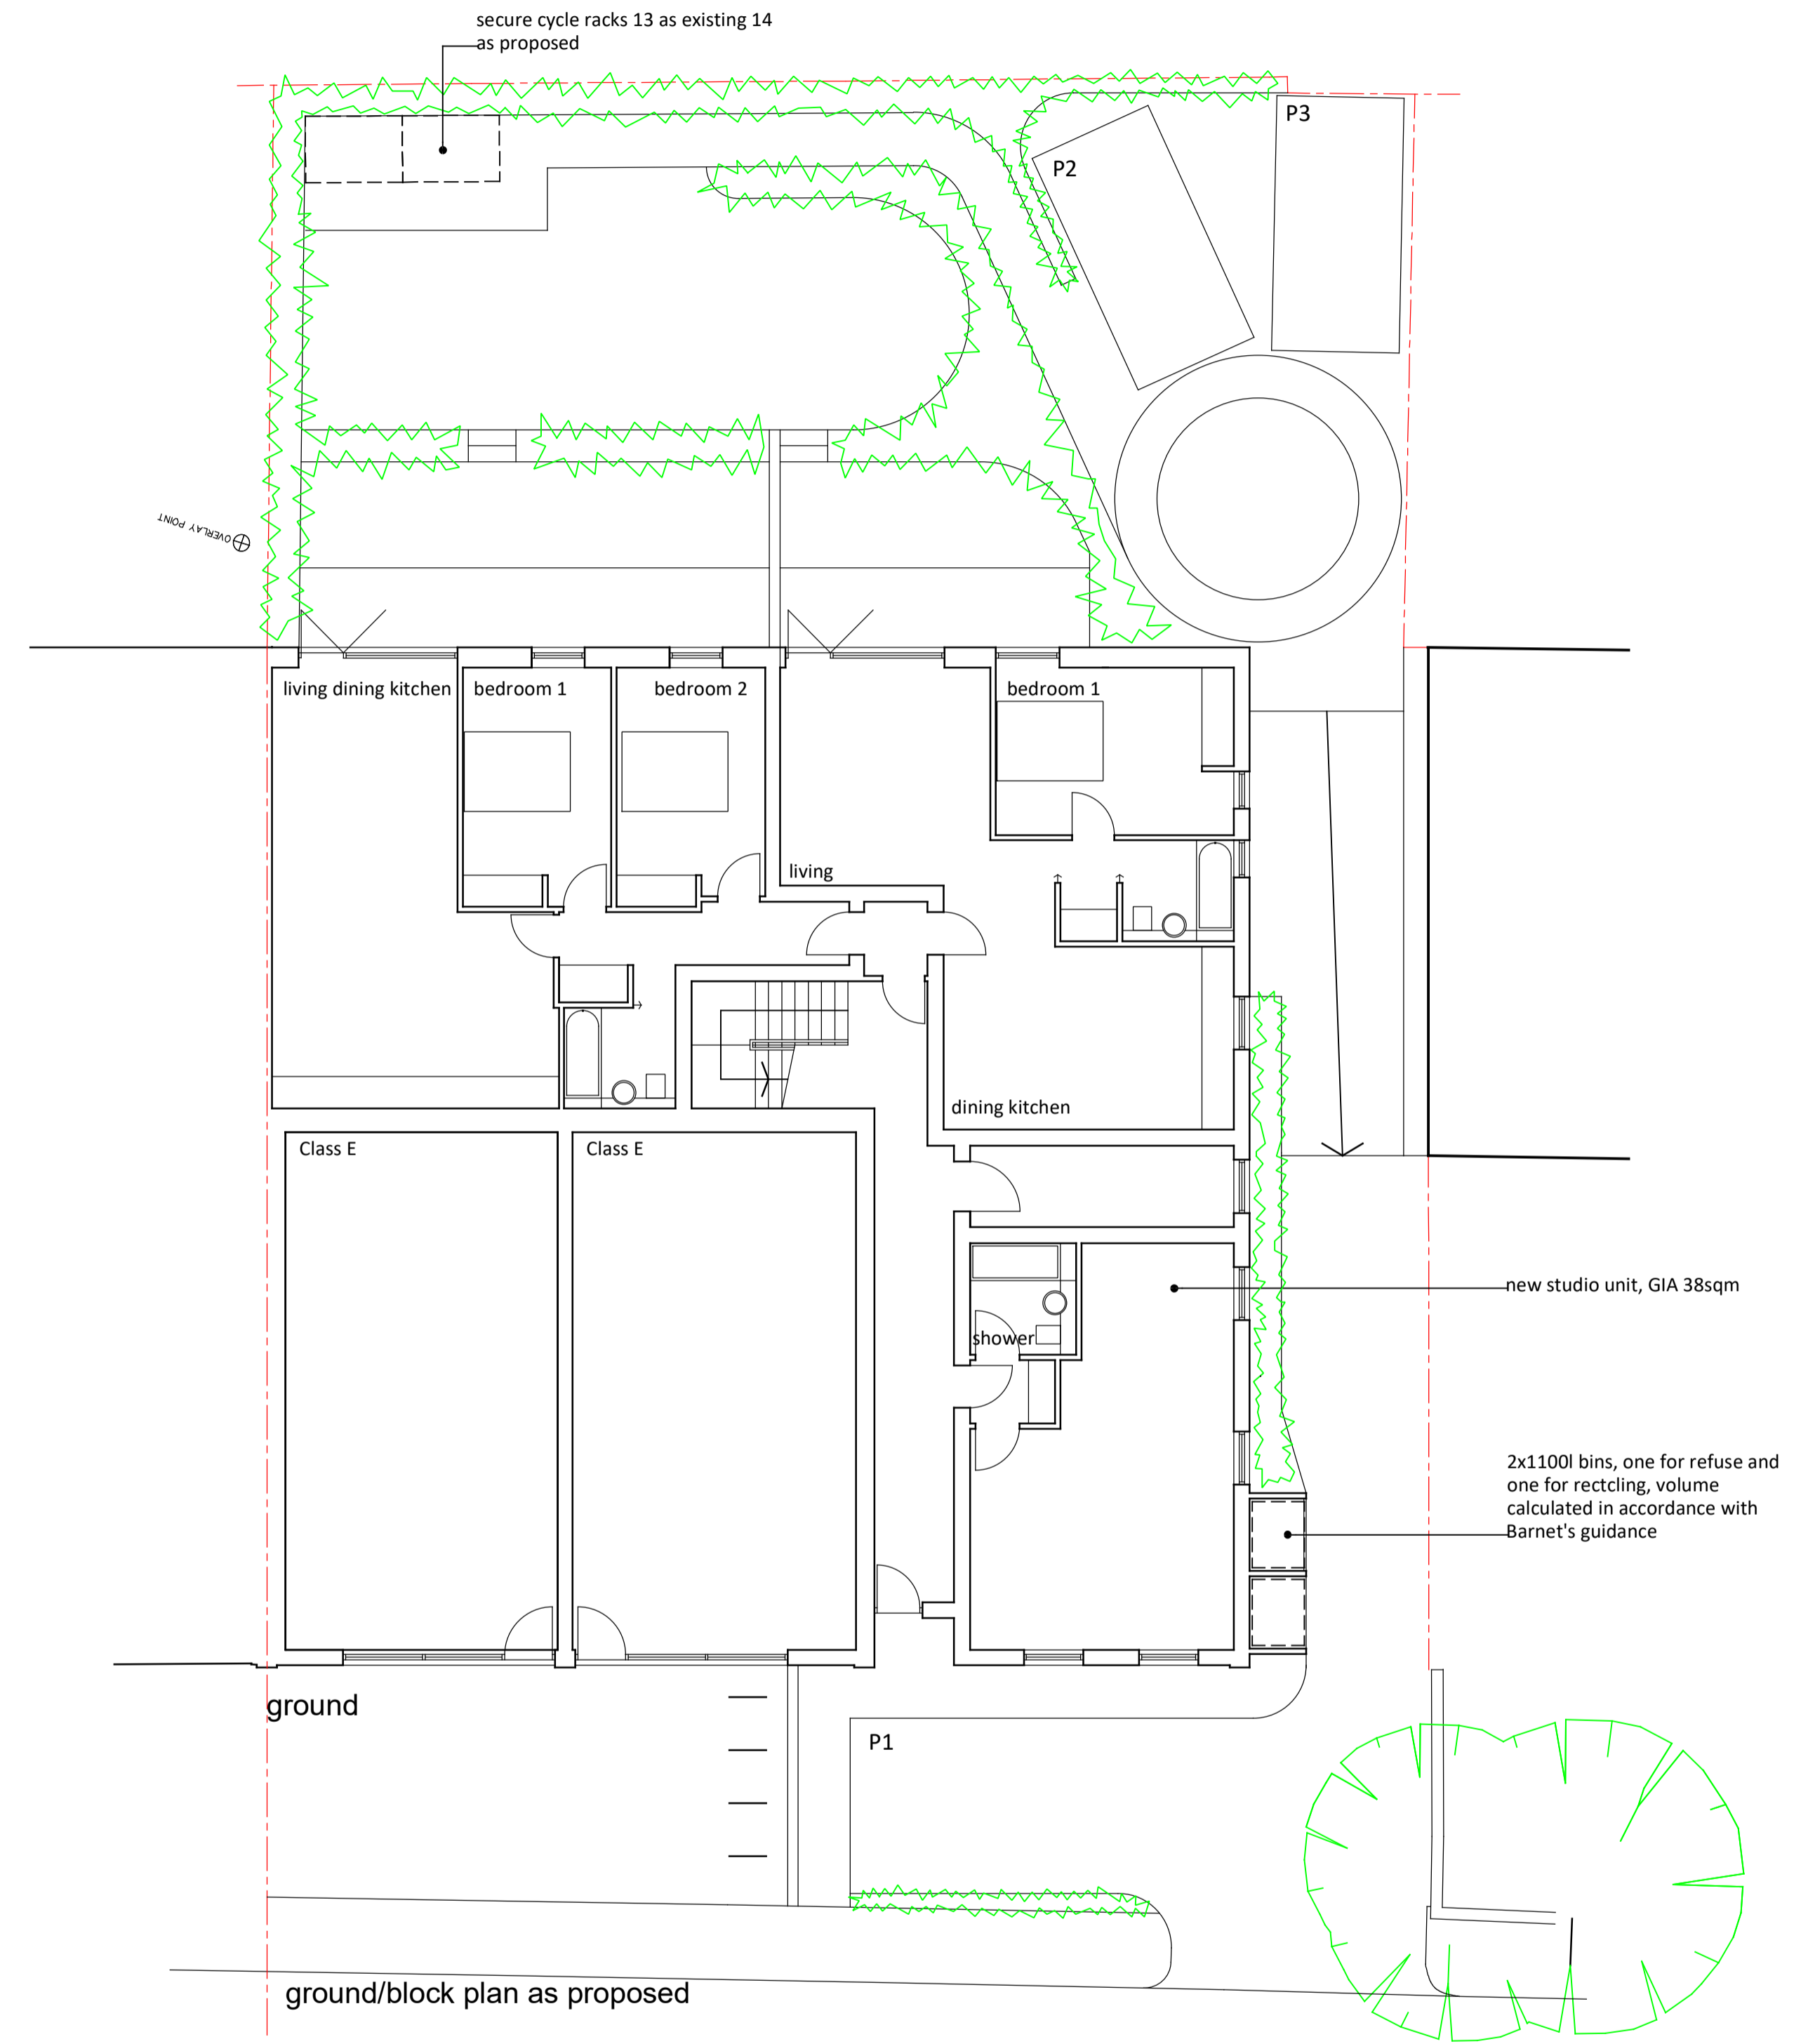 secure cycle racks 13 as existing 14
as proposed
P3
P2
OVERLAY POINT
living dining kitchen
bedroom 1
bedroom 2
bedroom 1
living
dining kitchen
Class E
Class E
new studio unit, GIA 38sqm
shower
2x1100l bins, one for refuse and
one for rectcling, volume
calculated in accordance with
Barnet's guidance
ground
P1
ground/block plan as proposed